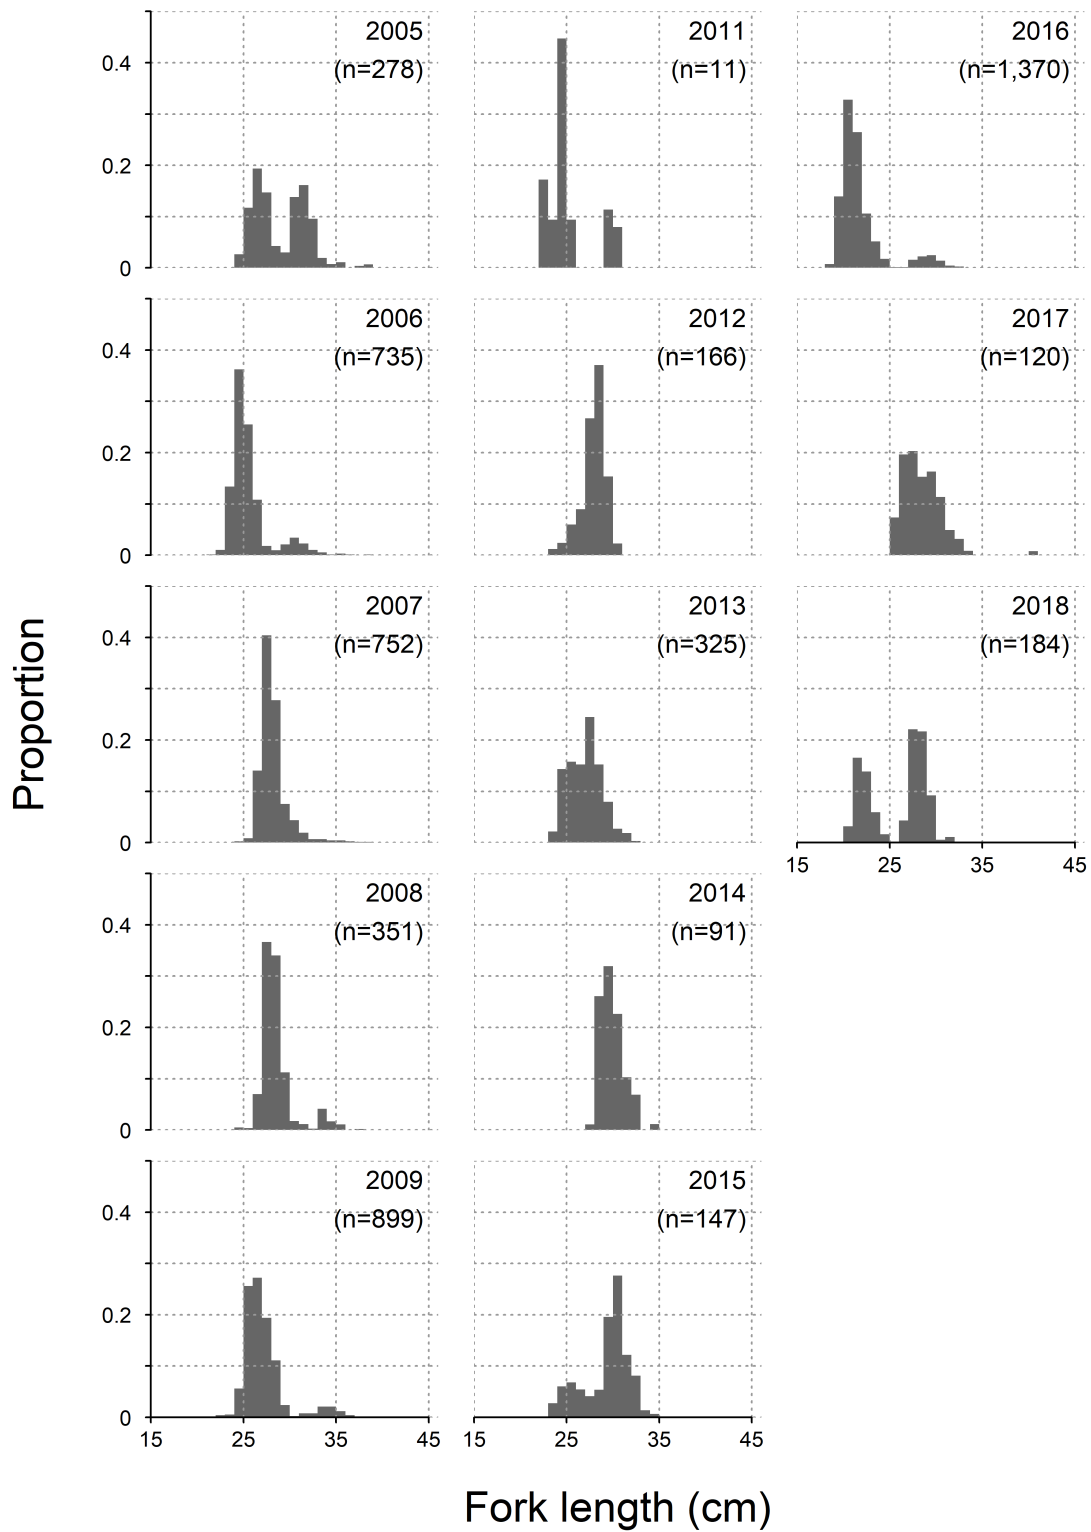 2005
(n=278)
2011
(n=11)
2016
(n=1,370)
0.4
0.2
0
2006
(n=735)
2012
(n=166)
2017
(n=120)
0.4
0.2
0
2007
(n=752)
2013
(n=325)
2018
(n=184)
0.4
0.2
0
15 25 35 45
2008
(n=351)
2014
(n=91)
0.4
0.2
0
2009
(n=899)
2015
(n=147)
0.4
0.2
0
15 25 35 45
15 25 35 45
Proportion
Fork length (cm)